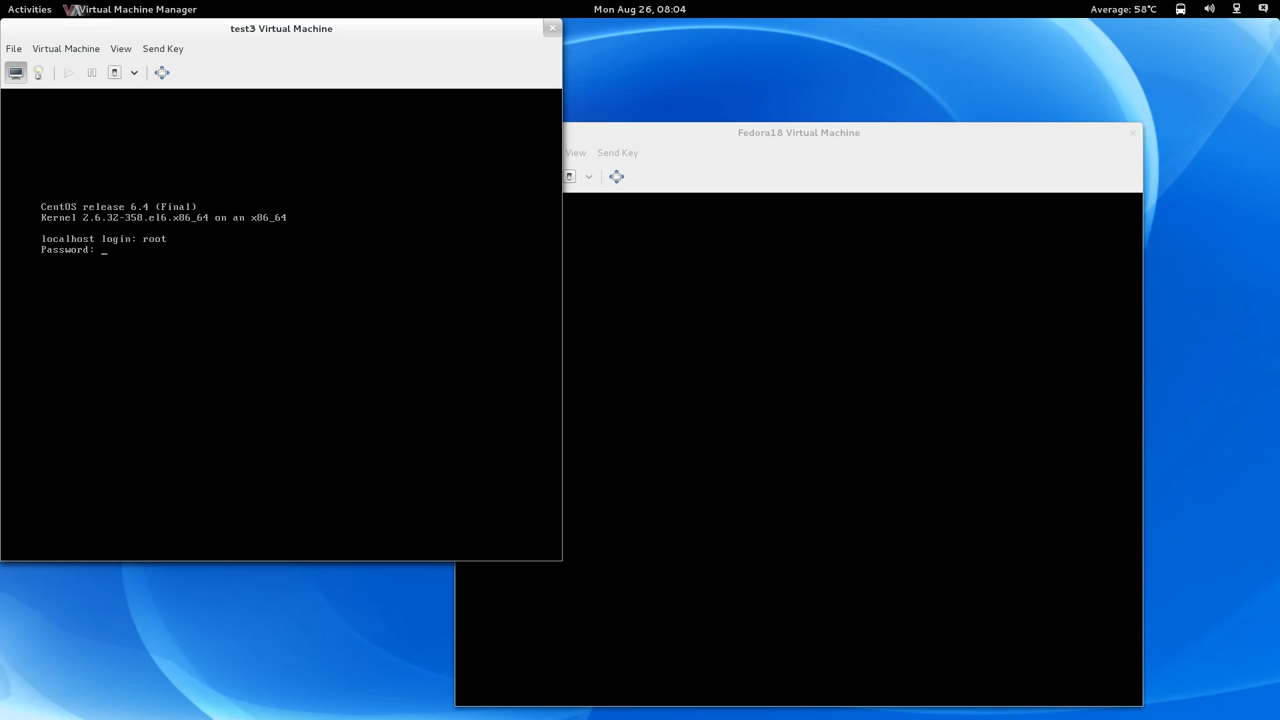 Activities Virtual Machine Manager Mon Aug 26, 08:04 Average: 58°C
test3 Virtual Machine
File Virtual Machine View Send Key
CentOS release 6.4 (Final)
Kernel 2.6.32-358.el6.x86_64 on an x86_64
localhost login: root
Password: _
Fedora18 Virtual Machine
View Send Key